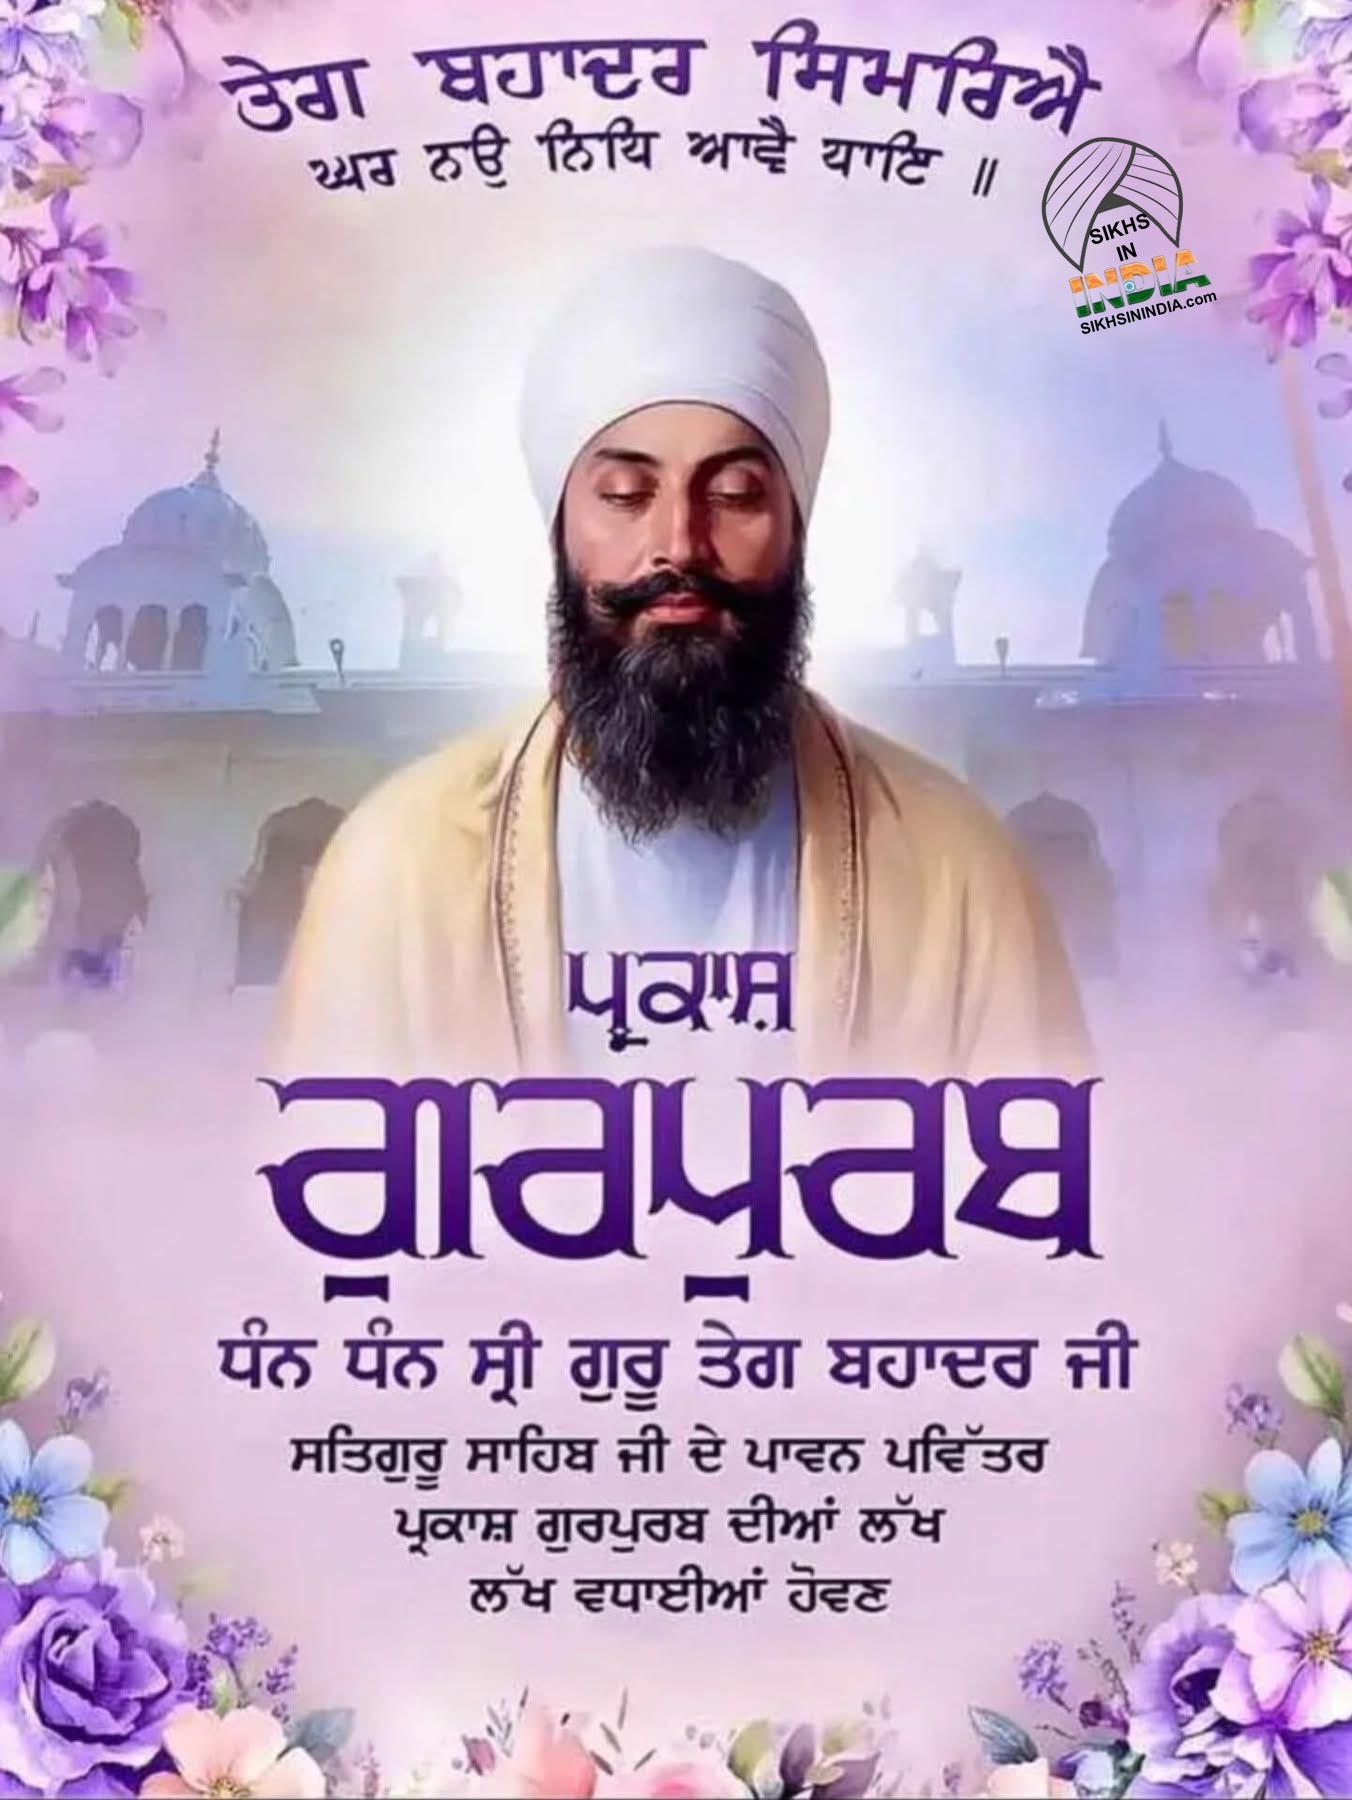 ਤੇਗ ਬਹਾਦਰ ਸਿਮਰਿਐ
ਘਰ ਨਉ ਨਿਧਿ ਆਵੈ ਧਾਇ ॥
SIKHS
IN
INDIA
SIKHSININDIA.com
ਪ੍ਰਕਾਸ਼
ਗੁਰਪੁਰਬ
ਧੰਨ ਧੰਨ ਸ੍ਰੀ ਗੁਰੂ ਤੇਗ ਬਹਾਦਰ ਜੀ
ਸਤਿਗੁਰੂ ਸਾਹਿਬ ਜੀ ਦੇ ਪਾਵਨ ਪਵਿੱਤਰ
ਪ੍ਰਕਾਸ਼ ਗੁਰਪੁਰਬ ਦੀਆਂ ਲੱਖ
ਲੱਖ ਵਧਾਈਆਂ ਹੋਵਣ